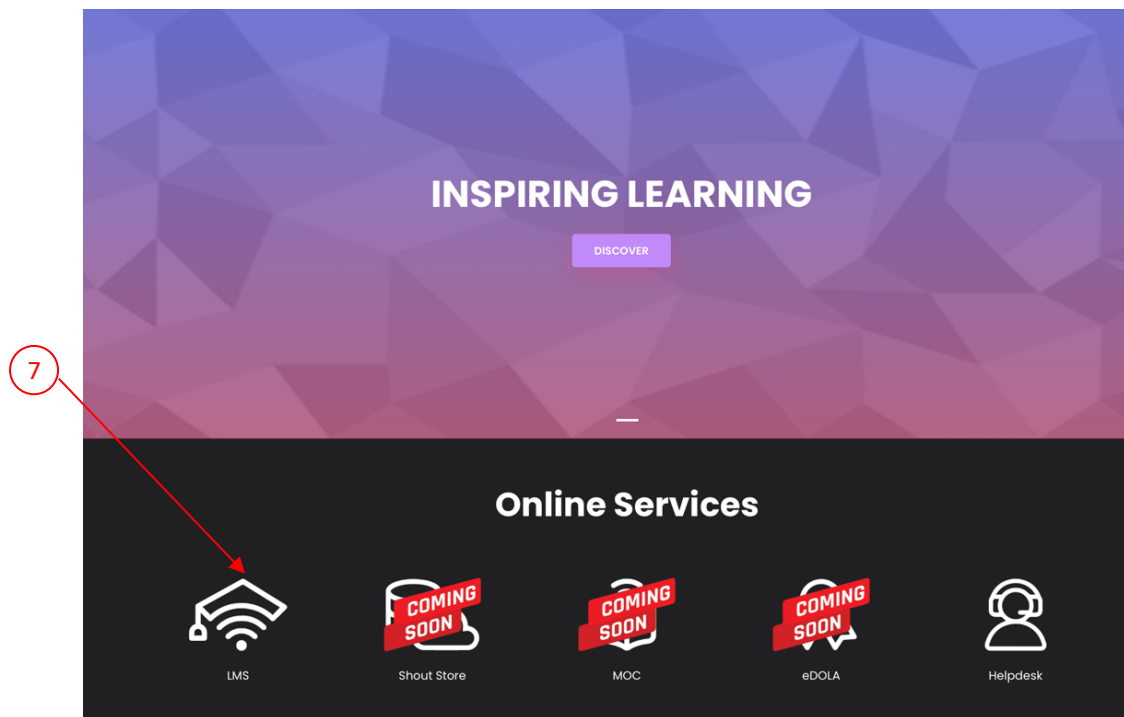 INSPIRING LEARNING
DISCOVER
7
Online Services
COMING
SOON
COMING
SOON
COMING
SOON
LMS
Shout Store
MOC
eDOLA
Helpdesk